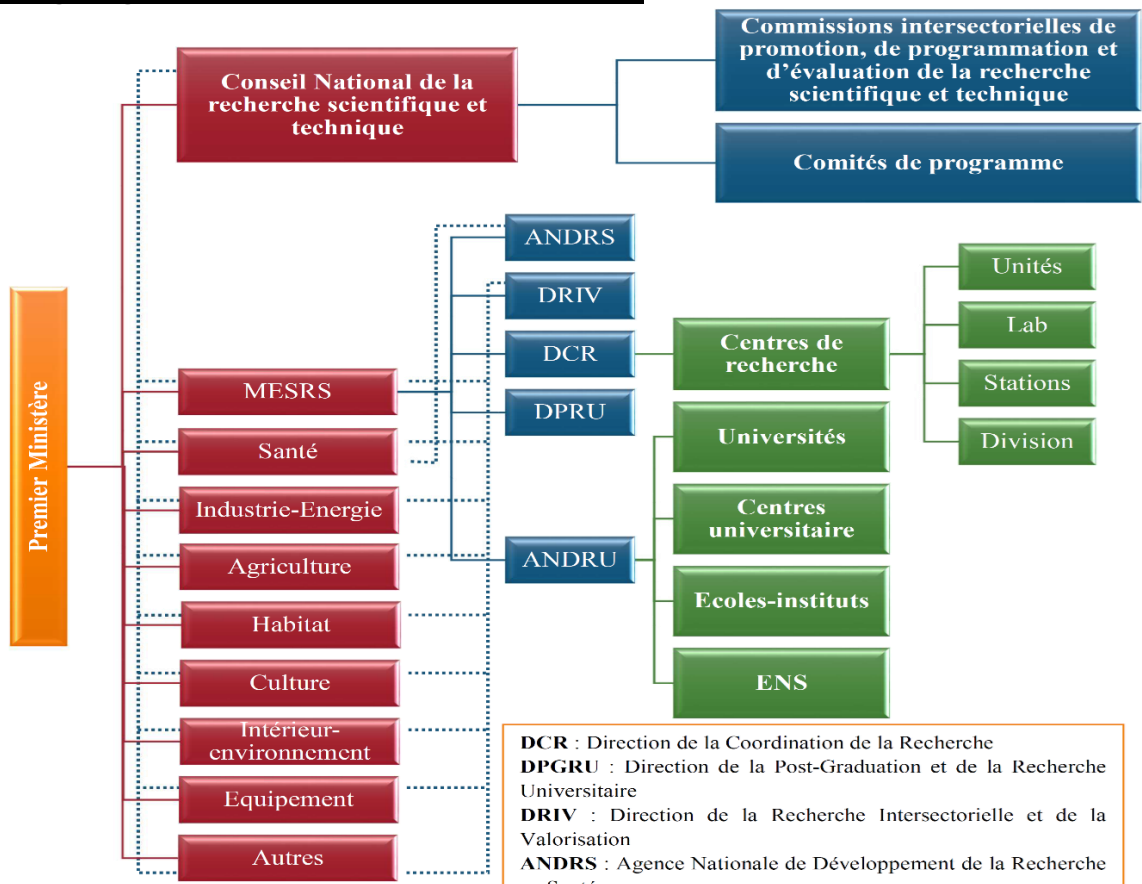 Commissions intersectorielles de
promotion, de programmation et
d'évaluation de la recherche
scientifique et technique
Conseil National de la
recherche scientifique et
technique
Comités de programme
Premier Ministère
MESRS
Santé
Industrie-Energie
Agriculture
Habitat
Culture
Intérieur-
environnement
Equipement
Autres
ANDRS
DRIV
DCR
DPRU
ANDRU
Centres de
recherche
Universités
Centres
universitaire
Ecoles-instituts
ENS
Unités
Lab
Stations
Division
DCR : Direction de la Coordination de la Recherche
DPGRU : Direction de la Post-Graduation et de la Recherche
Universitaire
DRIV : Direction de la Recherche Intersectorielle et de la
Valorisation
ANDRS : Agence Nationale de Développement de la Recherche